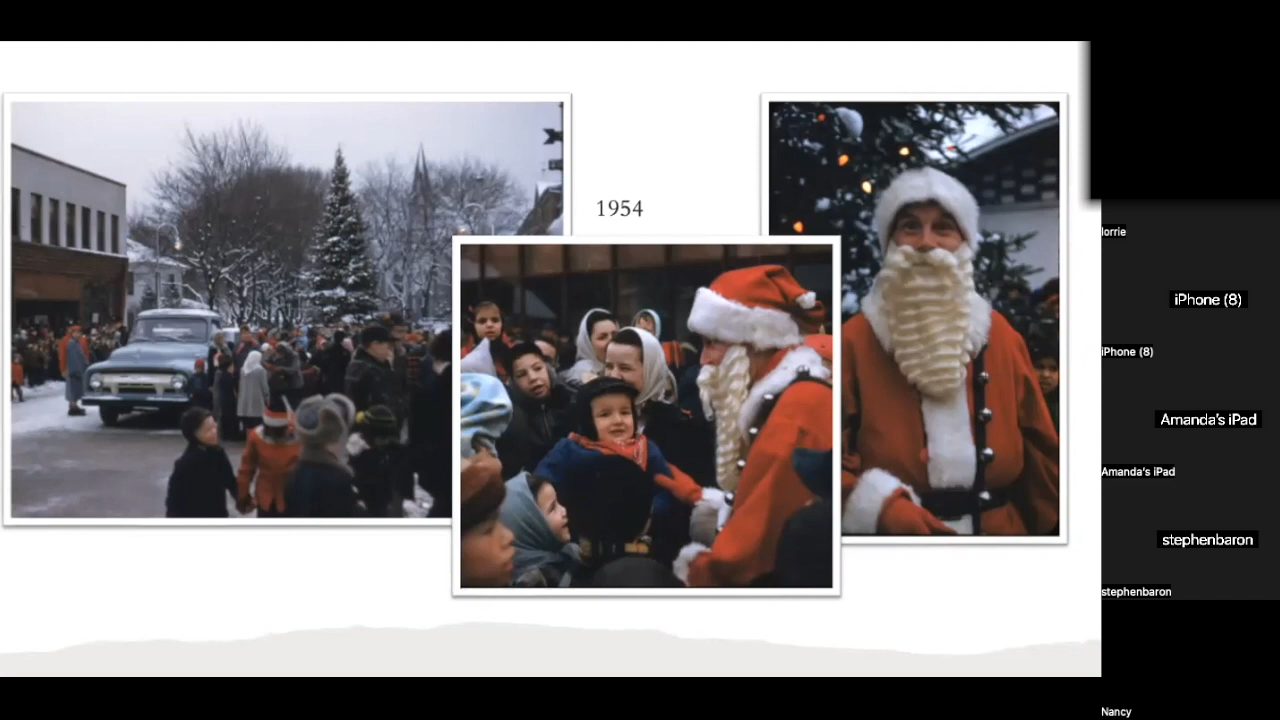 1954
lorrie
iPhone (8)
iPhone (8)
Amanda's iPad
Amanda's iPad
stephenbaron
stephenbaron
Nancy